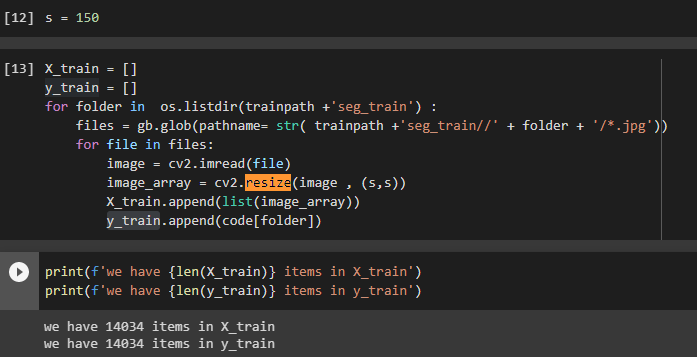 [12] s = 150
[13] X_train = []
y_train = []
for folder in  os.listdir(trainpath +'seg_train') :
    files = gb.glob(pathname= str( trainpath +'seg_train//' + folder + '/*.jpg'))
    for file in files:
        image = cv2.imread(file)
        image_array = cv2.resize(image , (s,s))
        X_train.append(list(image_array))
        y_train.append(code[folder])
print(f'we have {len(X_train)} items in X_train')
print(f'we have {len(y_train)} items in y_train')
we have 14034 items in X_train
we have 14034 items in y_train